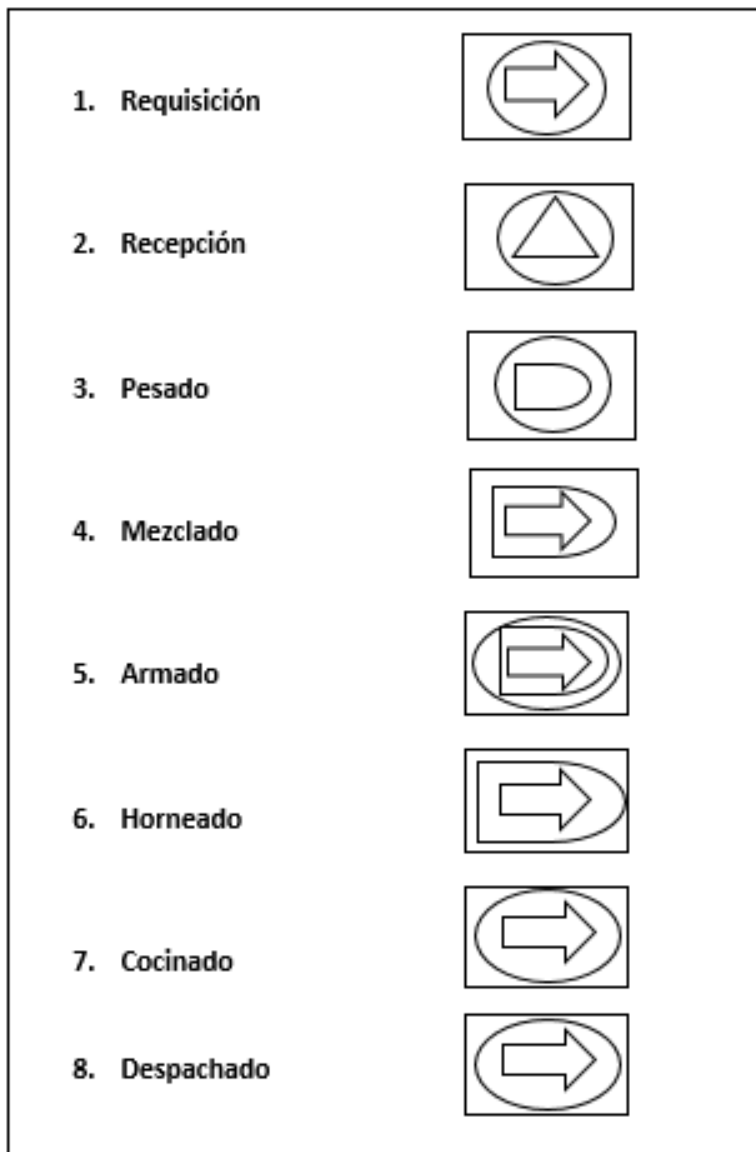 1. Requisición
2. Recepción
3. Pesado
4. Mezclado
5. Armado
6. Horneado
7. Cocinado
8. Despachado